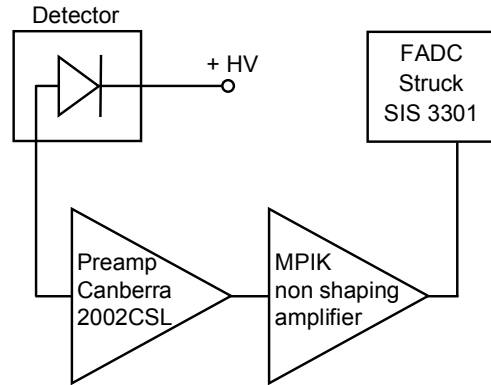 Detector
+ HV
FADC
Struck
SIS 3301
Preamp
Canberra
2002CSL
MPIK
non shaping
amplifier